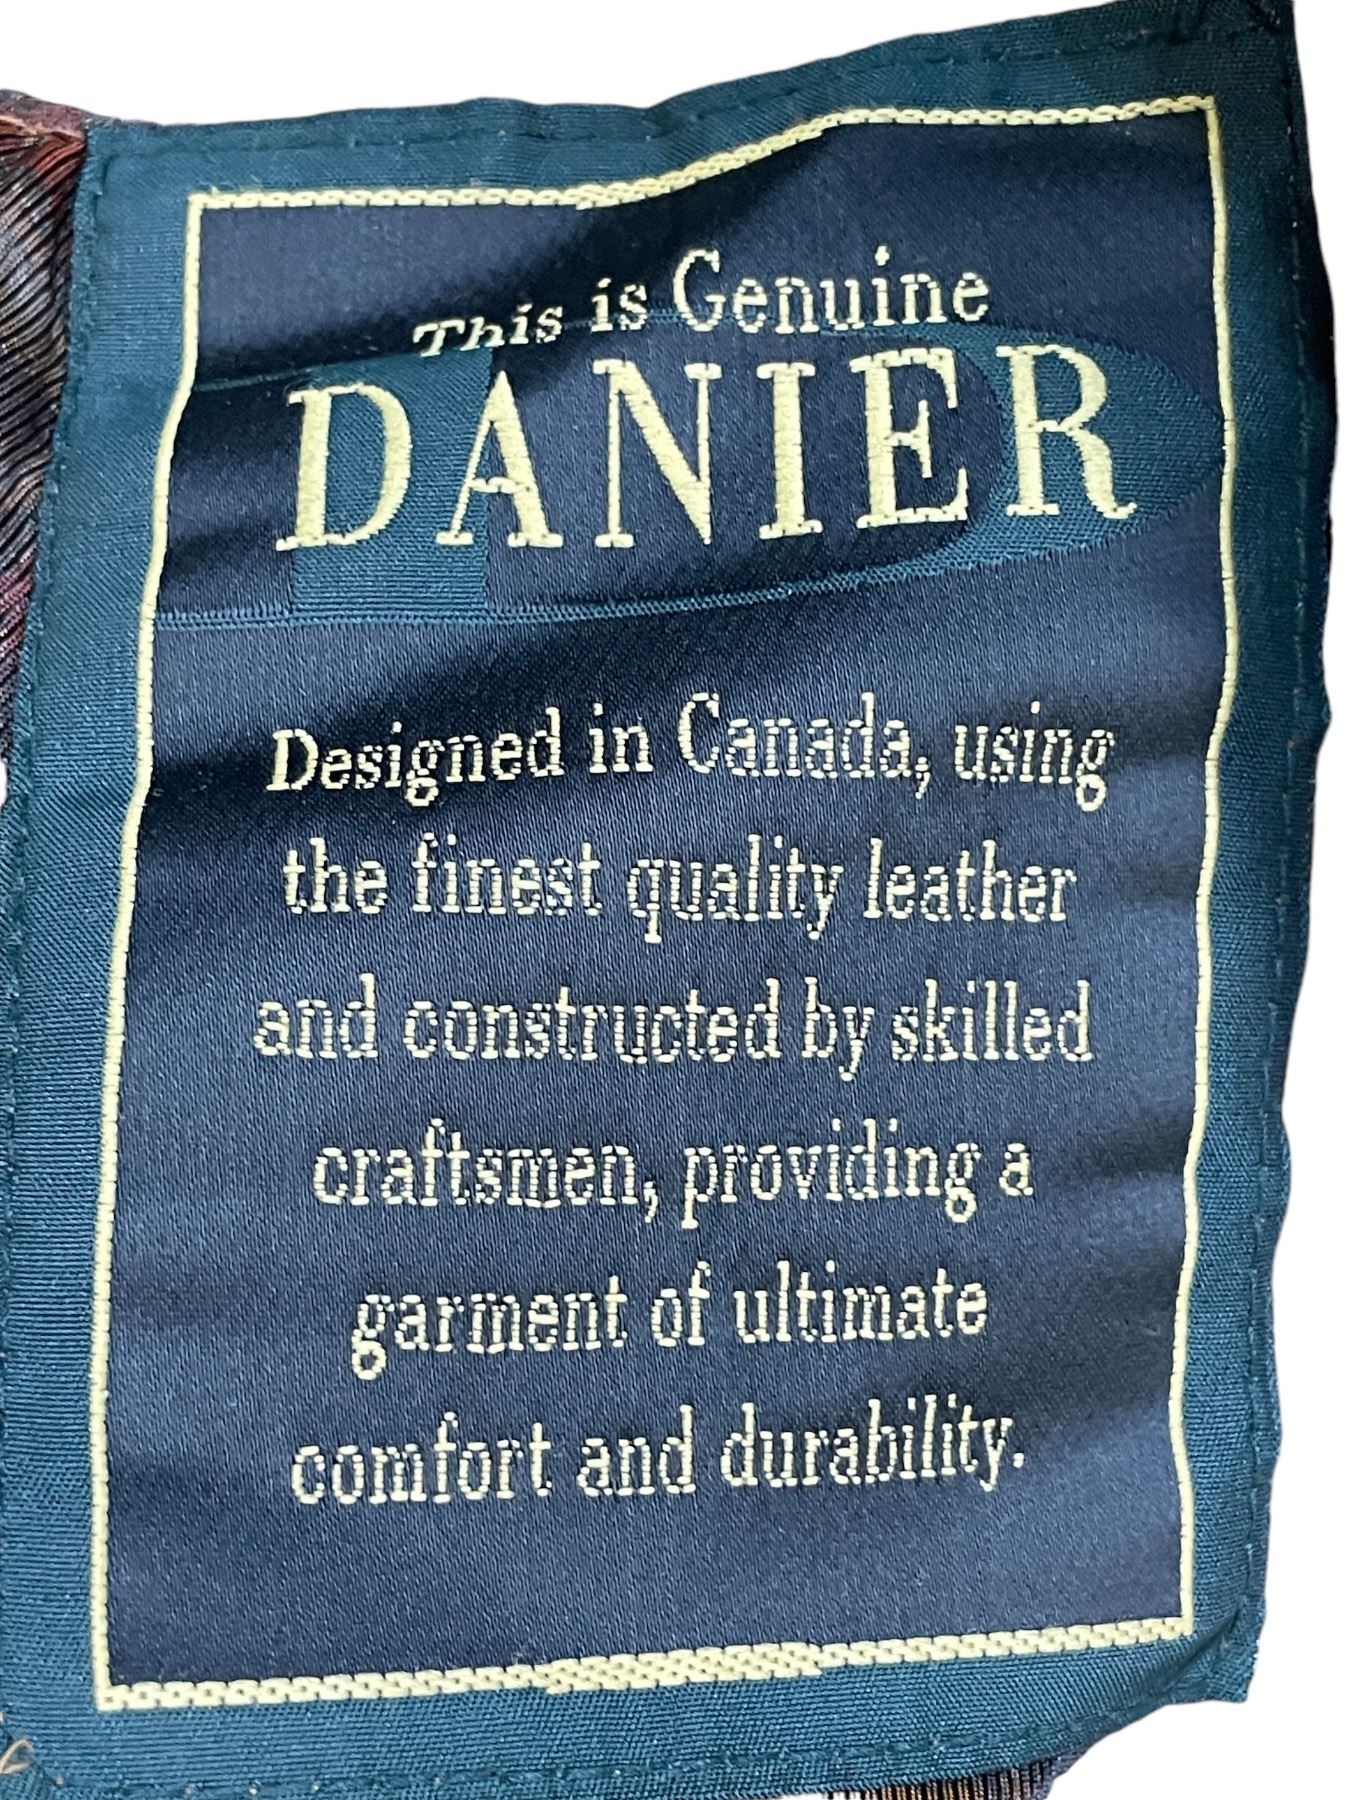 This is Genuine
DANIER
Designed in Canada, using
the finest quality leather
and constructed by skilled
craftsmen, providing a
garment of ultimate
comfort and durability.